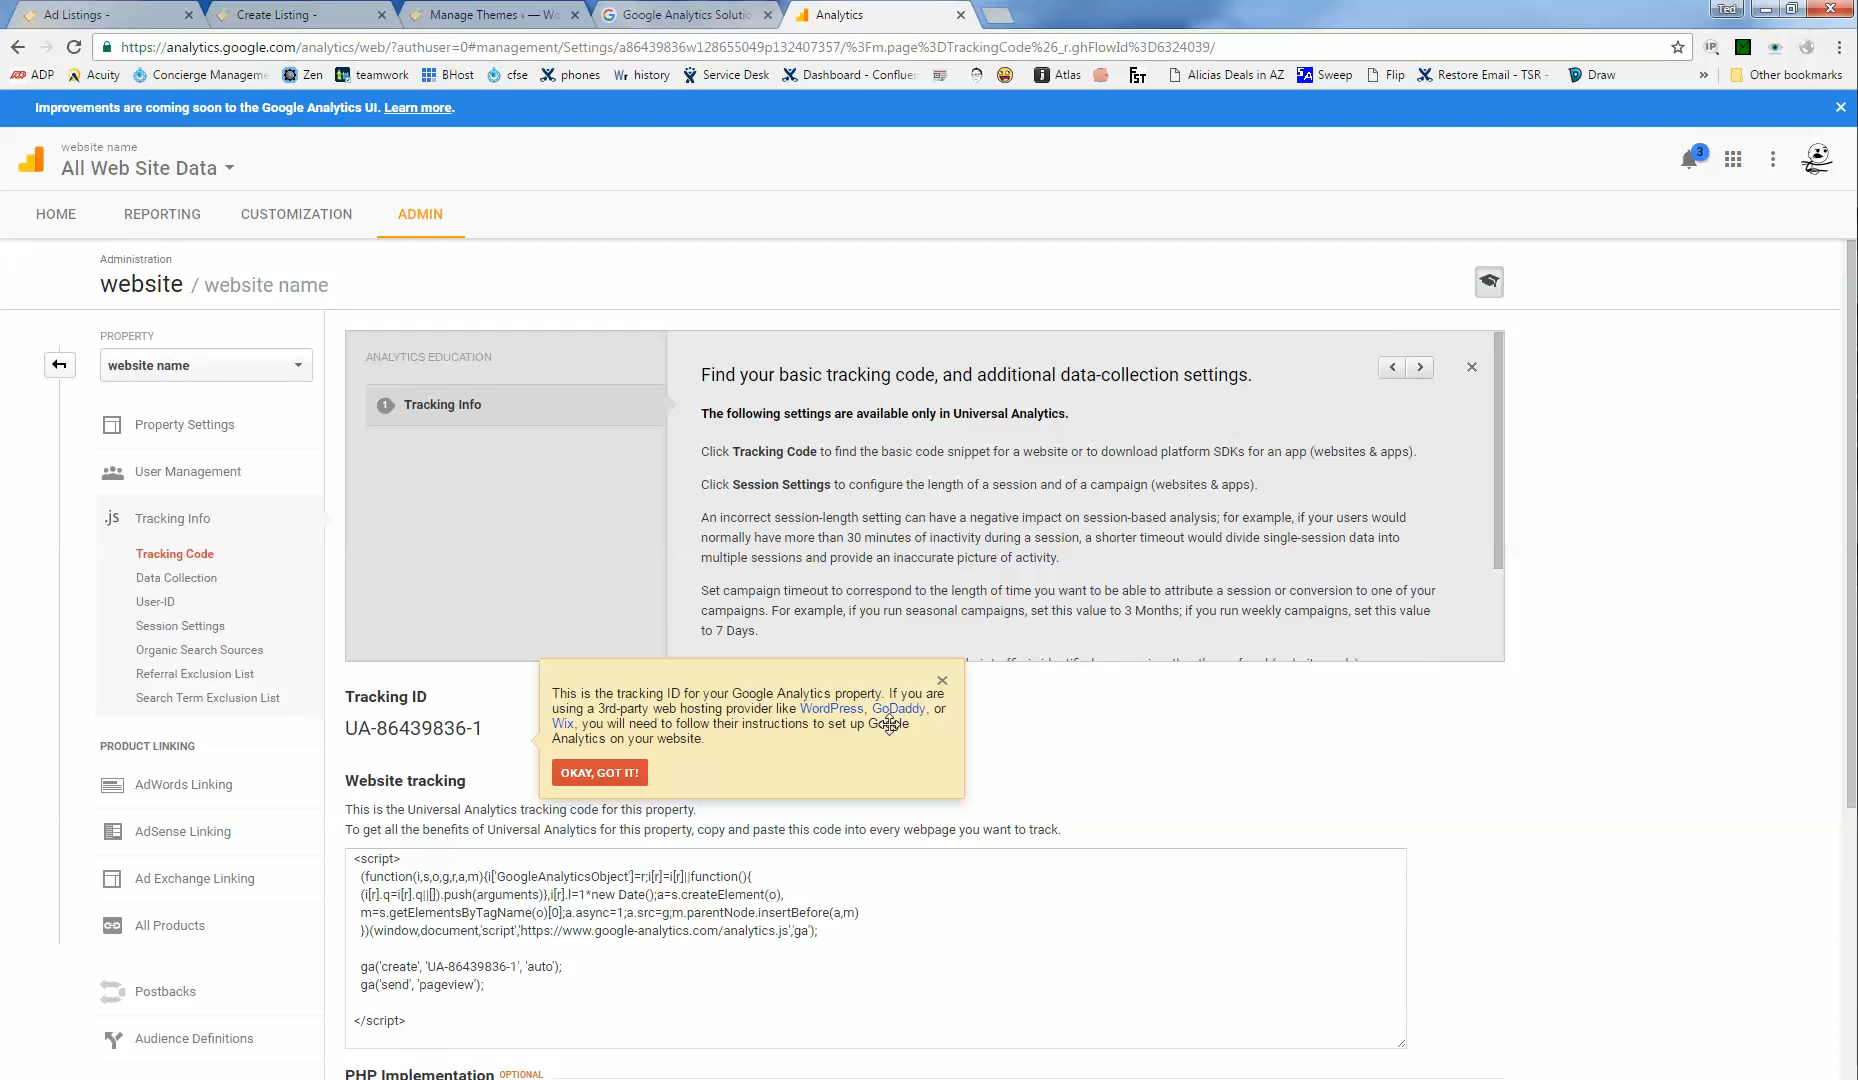 Ad Listings -
Create Listing -
Manage Themes ‹ — Wo
Google Analytics Solutio
Analytics
Ted
https://analytics.google.com/analytics/web/?authuser=0#management/Settings/a86439836w128655049p132407357/%3Fm.page%3DTrackingCode%26_r.ghFlowId%3D6324039/
ADP
Acuity
Concierge Manageme
Zen
teamwork
BHost
cfse
phones
Wr history
Service Desk
Dashboard - Confluer
Atlas
Alicias Deals in AZ
Sweep
Flip
Restore Email - TSR -
Draw
»
Other bookmarks
Improvements are coming soon to the Google Analytics UI. Learn more.
website name
All Web Site Data
3
HOME
REPORTING
CUSTOMIZATION
ADMIN
Administration
website / website name
PROPERTY
website name
Property Settings
User Management
.js Tracking Info
Tracking Code
Data Collection
User-ID
Session Settings
Organic Search Sources
Referral Exclusion List
Search Term Exclusion List
PRODUCT LINKING
AdWords Linking
AdSense Linking
Ad Exchange Linking
All Products
Postbacks
Audience Definitions
ANALYTICS EDUCATION
1 Tracking Info
Find your basic tracking code, and additional data-collection settings.
The following settings are available only in Universal Analytics.
Click Tracking Code to find the basic code snippet for a website or to download platform SDKs for an app (websites & apps).
Click Session Settings to configure the length of a session and of a campaign (websites & apps).
An incorrect session-length setting can have a negative impact on session-based analysis; for example, if your users would
normally have more than 30 minutes of inactivity during a session, a shorter timeout would divide single-session data into
multiple sessions and provide an inaccurate picture of activity.
Set campaign timeout to correspond to the length of time you want to be able to attribute a session or conversion to one of your
campaigns. For example, if you run seasonal campaigns, set this value to 3 Months; if you run weekly campaigns, set this value
to 7 Days.
Tracking ID
UA-86439836-1
This is the tracking ID for your Google Analytics property. If you are
using a 3rd-party web hosting provider like WordPress, GoDaddy, or
Wix, you will need to follow their instructions to set up Google
Analytics on your website.
OKAY, GOT IT!
Website tracking
This is the Universal Analytics tracking code for this property.
To get all the benefits of Universal Analytics for this property, copy and paste this code into every webpage you want to track.
<script>
(function(i,s,o,g,r,a,m){i['GoogleAnalyticsObject']=r;i[r]=i[r]||function(){
(i[r].q=i[r].q||[]).push(arguments)},i[r].l=1*new Date();a=s.createElement(o),
m=s.getElementsByTagName(o)[0];a.async=1;a.src=g;m.parentNode.insertBefore(a,m)
})(window,document,'script','https://www.google-analytics.com/analytics.js','ga');
ga('create', 'UA-86439836-1', 'auto');
ga('send', 'pageview');
</script>
PHP Implementation OPTIONAL